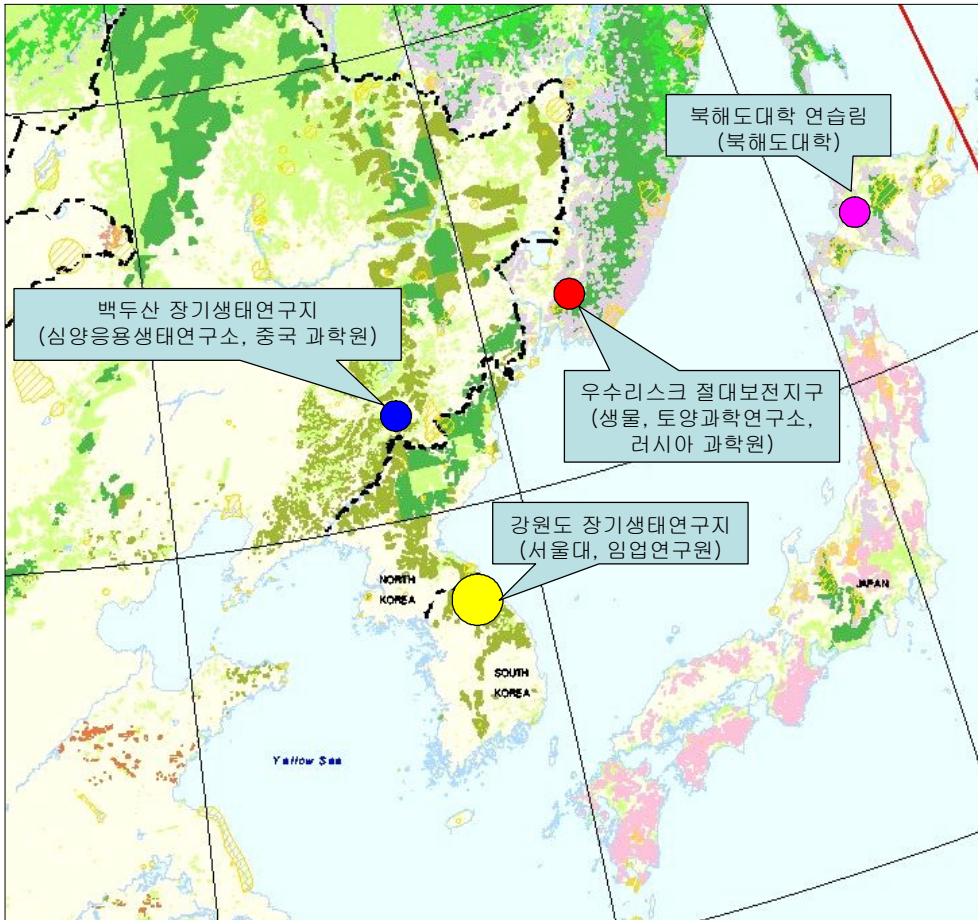 북해도대학 연습림
(북해도대학)
백두산 장기생태연구지
(심양응용생태연구소, 중국 과학원)
우수리스크 절대보전지구
(생물, 토양과학연구소,
러시아 과학원)
강원도 장기생태연구지
(서울대, 임업연구원)
NORTH
KOREA
JAPAN
SOUTH
KOREA
Yellow Sea